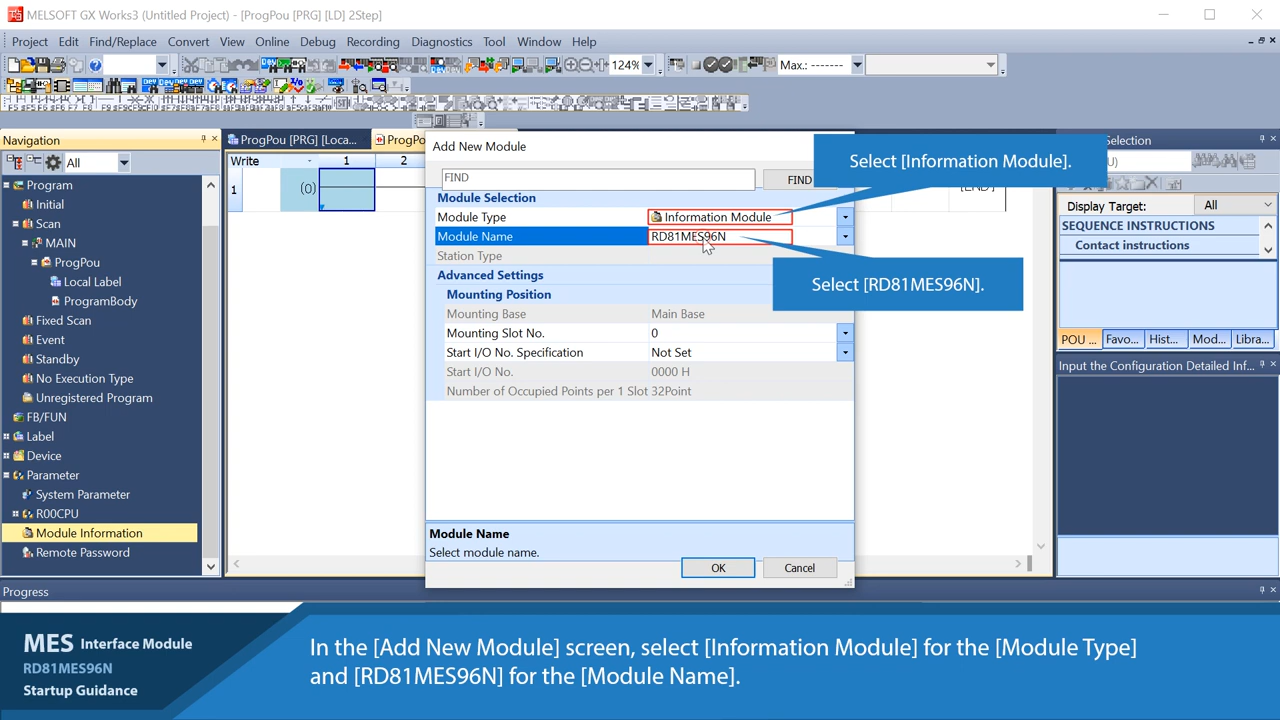 MELSOFT GX Works3 (Untitled Project) - [ProgPou [PRG] [LD] 2Step]
Project Edit Find/Replace Convert View Online Debug Recording Diagnostics Tool Window Help
124%
Max.: -------
Navigation
All
Program
Initial
Scan
MAIN
ProgPou
Local Label
ProgramBody
Fixed Scan
Event
Standby
No Execution Type
Unregistered Program
FB/FUN
Label
Device
Parameter
System Parameter
R00CPU
Module Information
Remote Password
ProgPou [PRG] [Loca...
ProgPo
Write 1 2
1 (0)
Add New Module
FIND
FIND
Module Selection
Module Type Information Module
Module Name RD81MES96N
Station Type
Advanced Settings
Mounting Position
Mounting Base Main Base
Mounting Slot No. 0
Start I/O No. Specification Not Set
Start I/O No. 0000 H
Number of Occupied Points per 1 Slot 32Point
Module Name
Select module name.
OK Cancel
Select [Information Module].
Select [RD81MES96N].
Selection
Display Target: All
SEQUENCE INSTRUCTIONS
Contact instructions
POU ... Favo... Hist... Mod... Libra...
Input the Configuration Detailed Inf...
Progress
MES Interface Module
RD81MES96N
Startup Guidance
In the [Add New Module] screen, select [Information Module] for the [Module Type]
and [RD81MES96N] for the [Module Name].